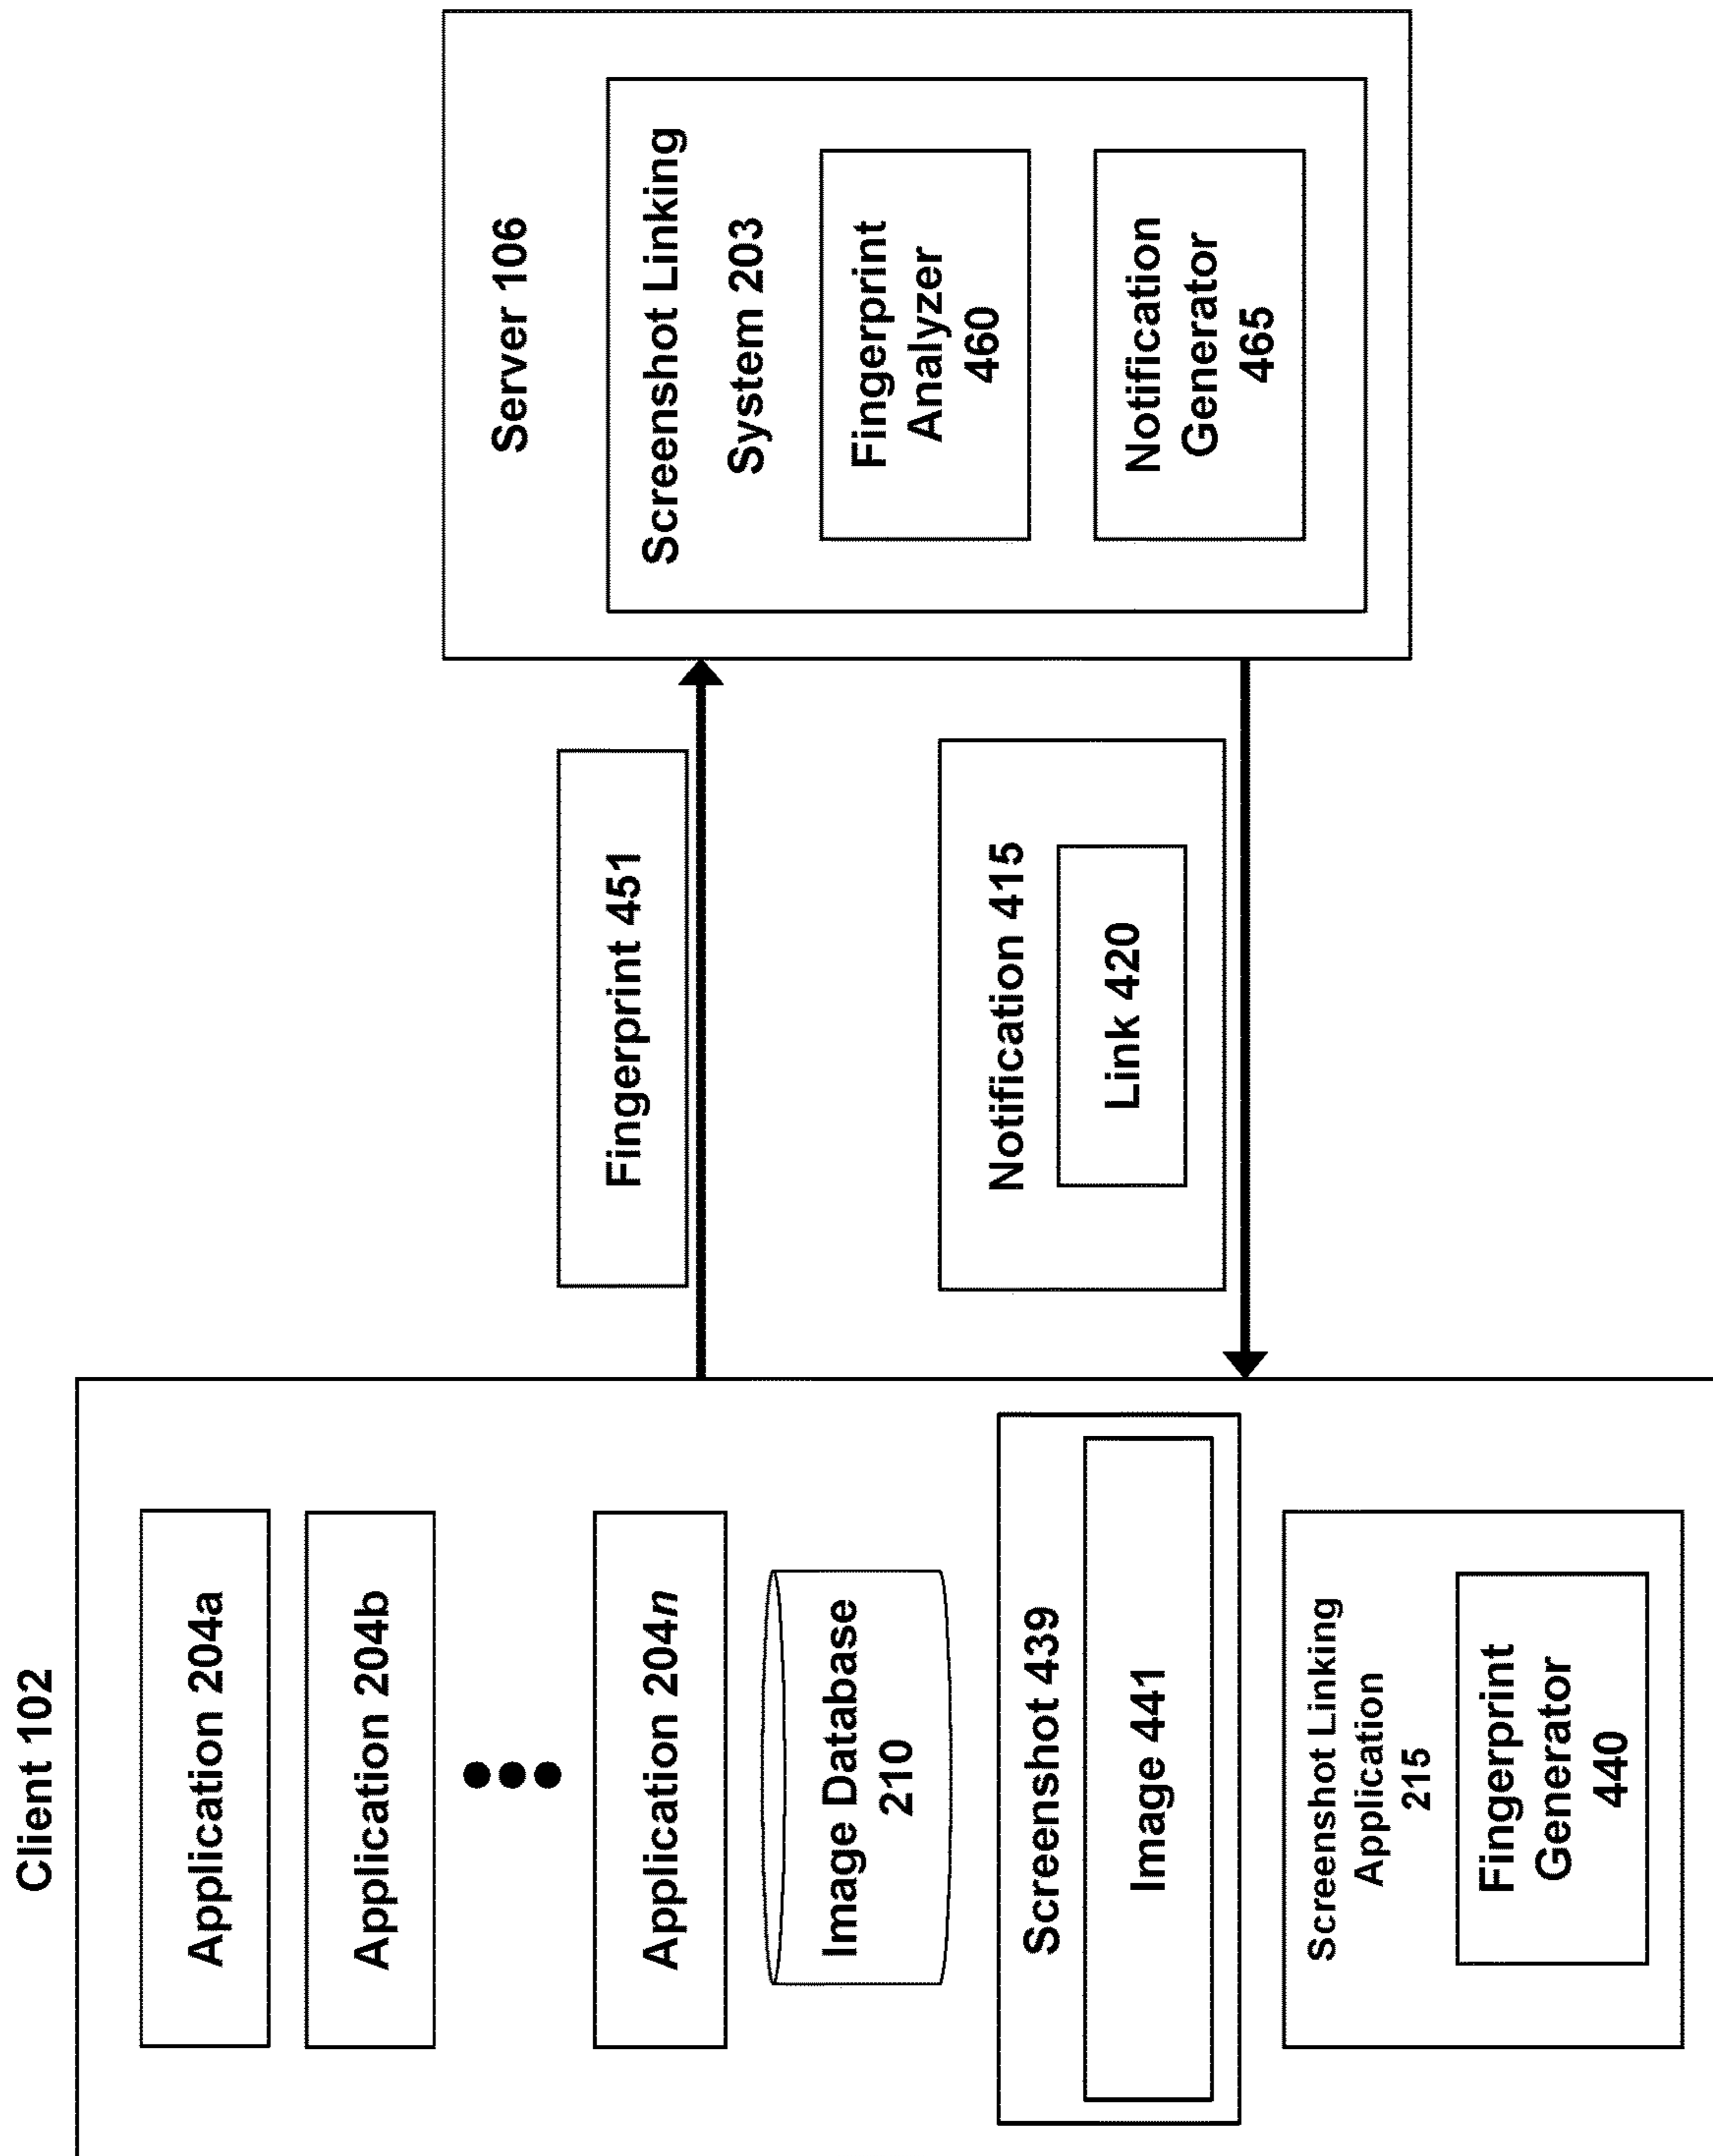 Client 102
Application 204a
Application 204b
Application 204n
Image Database
210
Screenshot 439
Image 441
Screenshot Linking
Application
215
Fingerprint
Generator
440
Fingerprint 451
Notification 415
Link 420
Server 106
Screenshot Linking
System 203
Fingerprint
Analyzer
460
Notification
Generator
465